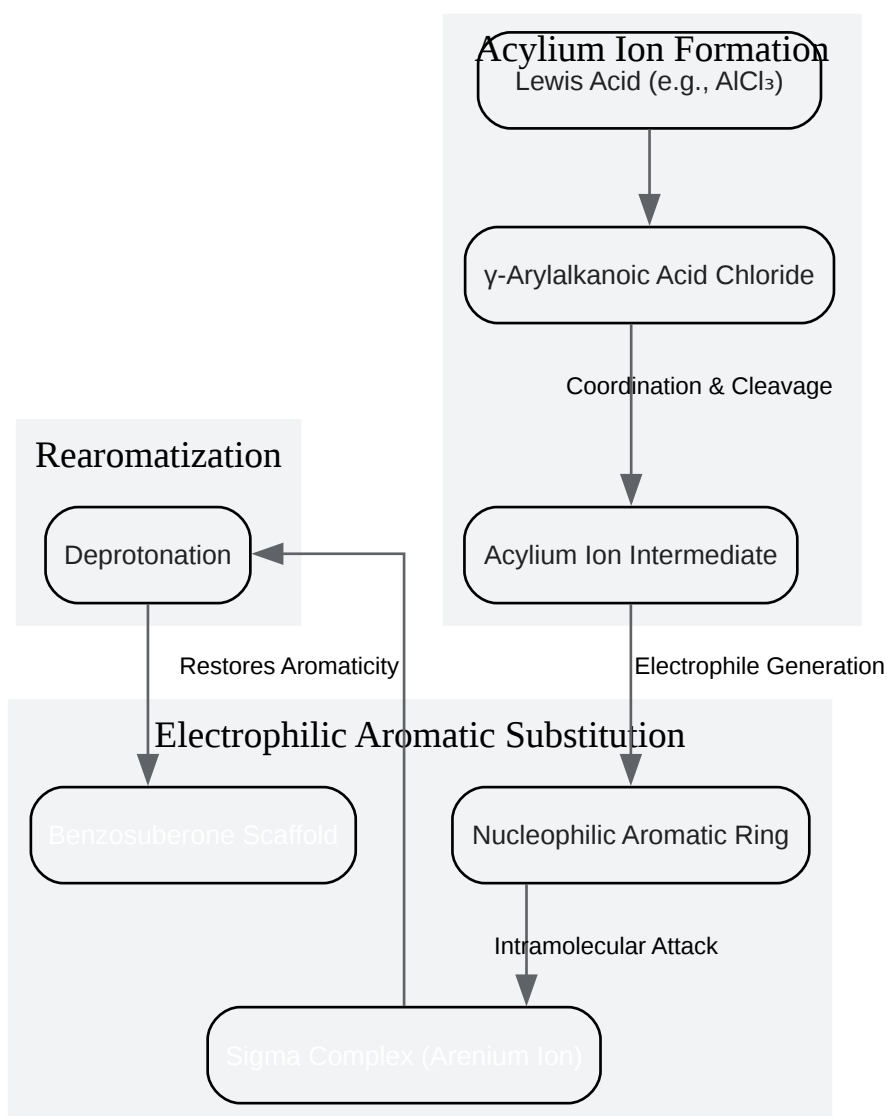 Acylium Ion Formation
Lewis Acid (e.g., AlCl₃)
γ-Arylalkanoic Acid Chloride
Coordination & Cleavage
Rearomatization
Deprotonation
Acylium Ion Intermediate
Restores Aromaticity
Electrophile Generation
Electrophilic Aromatic Substitution
Benzosuberone Scaffold
Nucleophilic Aromatic Ring
Intramolecular Attack
Sigma Complex (Arenium Ion)